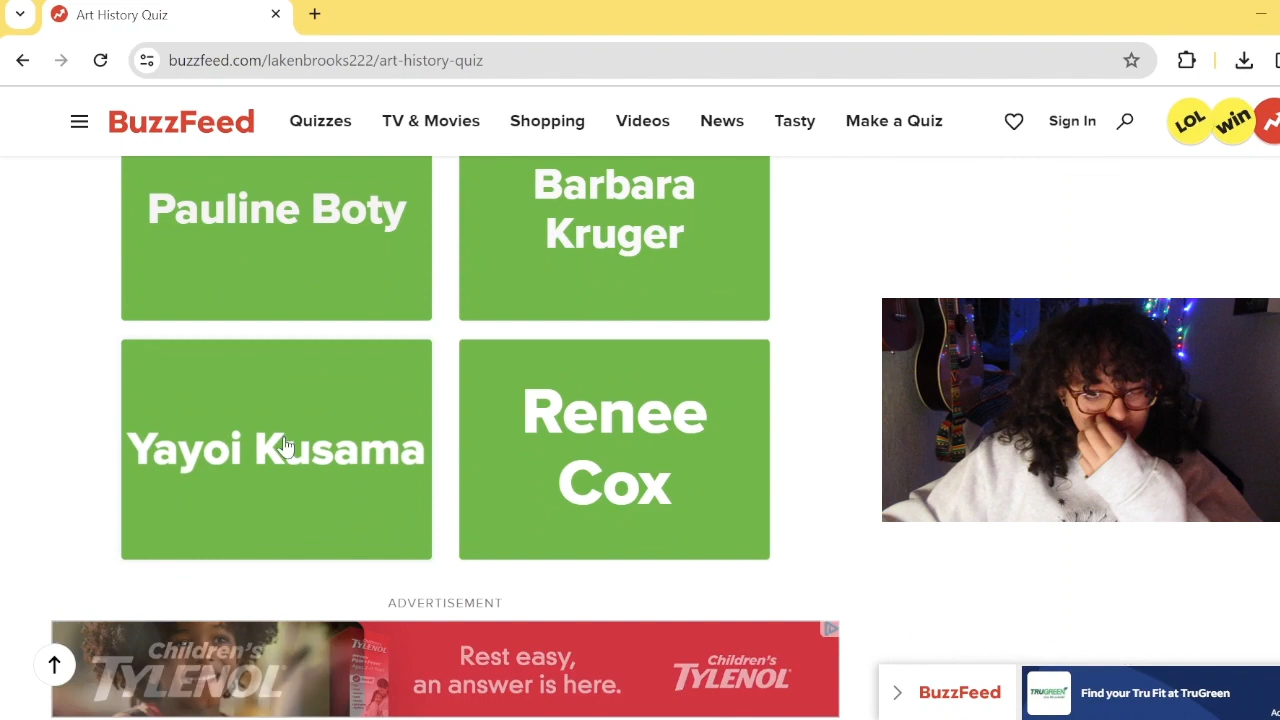 Art History Quiz
buzzfeed.com/lakenbrooks222/art-history-quiz
BuzzFeed Quizzes TV & Movies Shopping Videos News Tasty Make a Quiz Sign In LOL win
Pauline Boty
Barbara
Kruger
Yayoi Kusama
Renee
Cox
ADVERTISEMENT
Children's
TYLENOL
Rest easy,
an answer is here.
Children's
TYLENOL
BuzzFeed
TRUGREEN
Find your Tru Fit at TruGreen